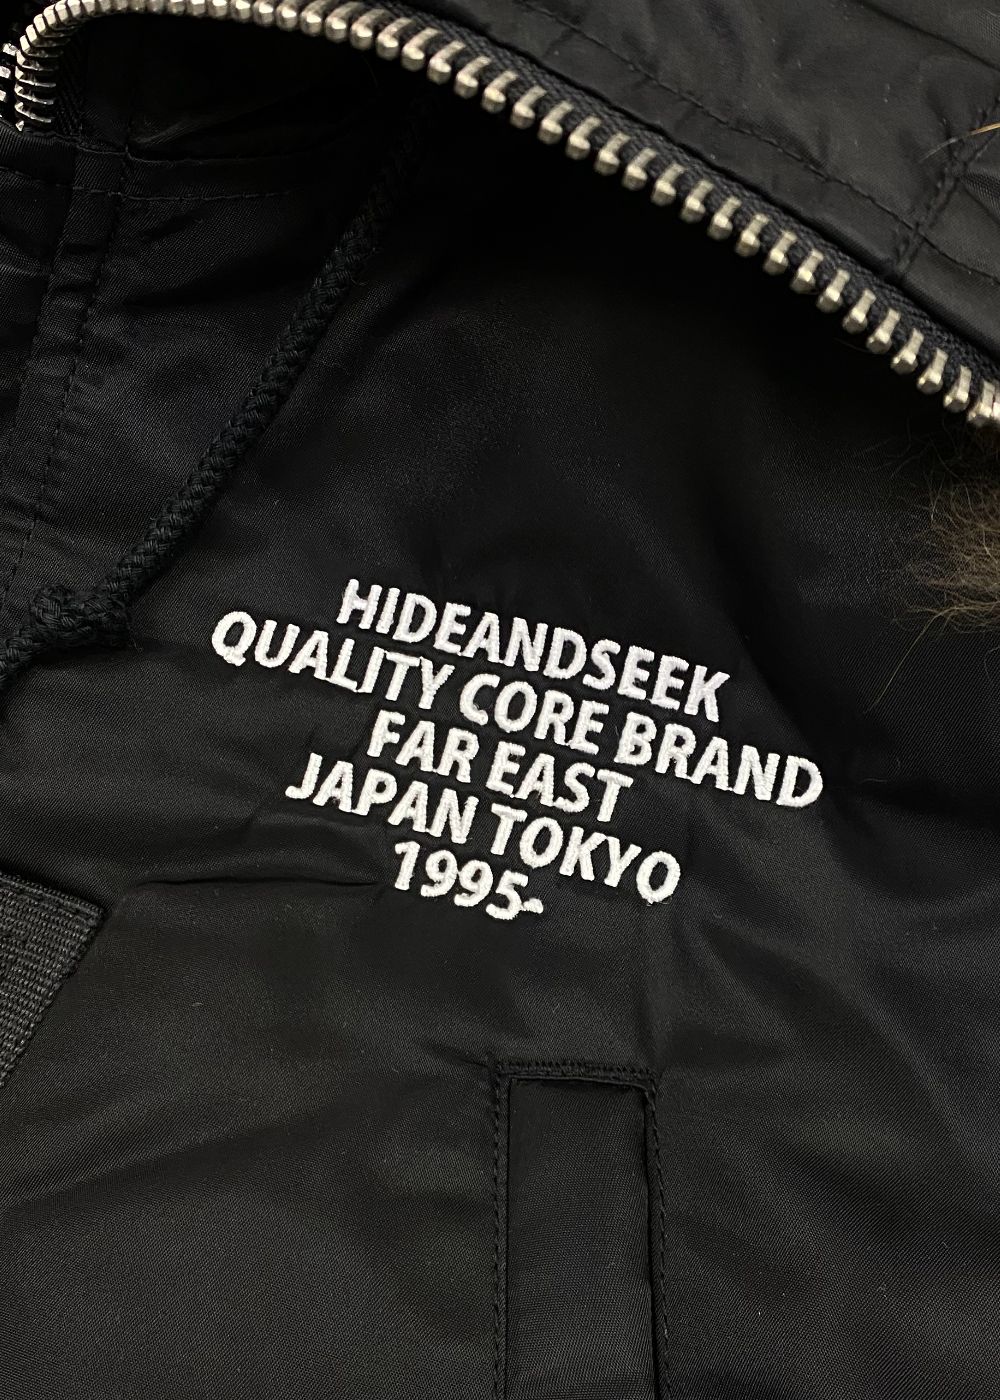 HIDEANDSEEK
QUALITY CORE BRAND
FAR EAST
JAPAN TOKYO
1995-